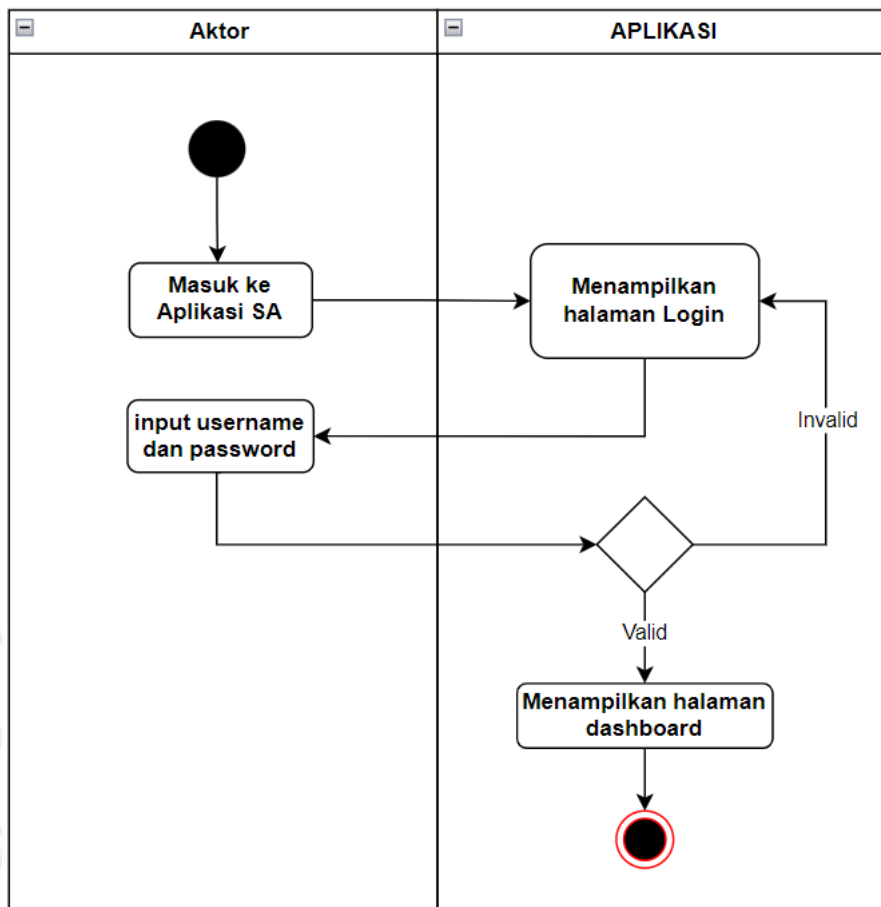 Aktor
APLIKASI
Masuk ke
Aplikasi SA
Menampilkan
halaman Login
input username
dan password
Invalid
Valid
Menampilkan halaman
dashboard